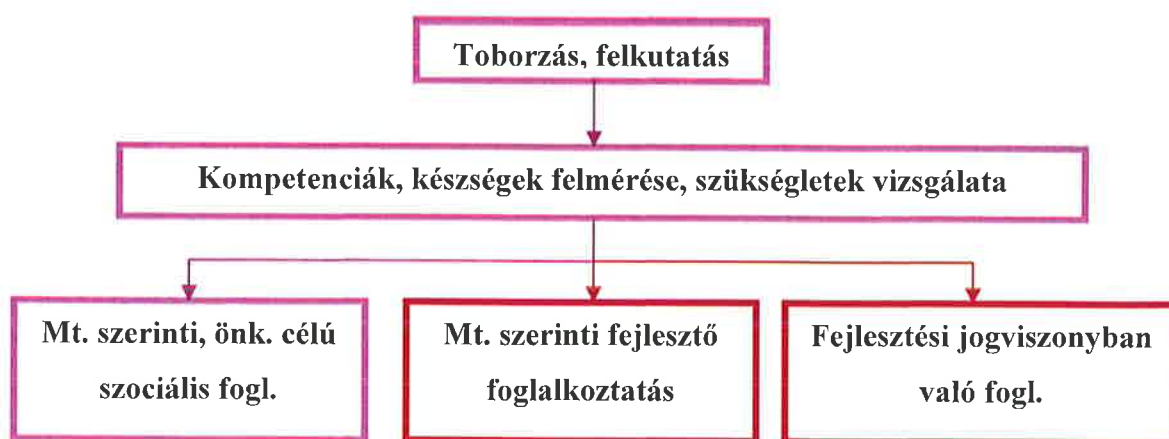 Toborzás, felkutatás
Kompetenciák, készségek felmérése, szükségletek vizsgálata
Mt. szerinti, önk. célú
szociális fogl.
Mt. szerinti fejlesztő
foglalkoztatás
Fejlesztési jogviszonyban
való fogl.